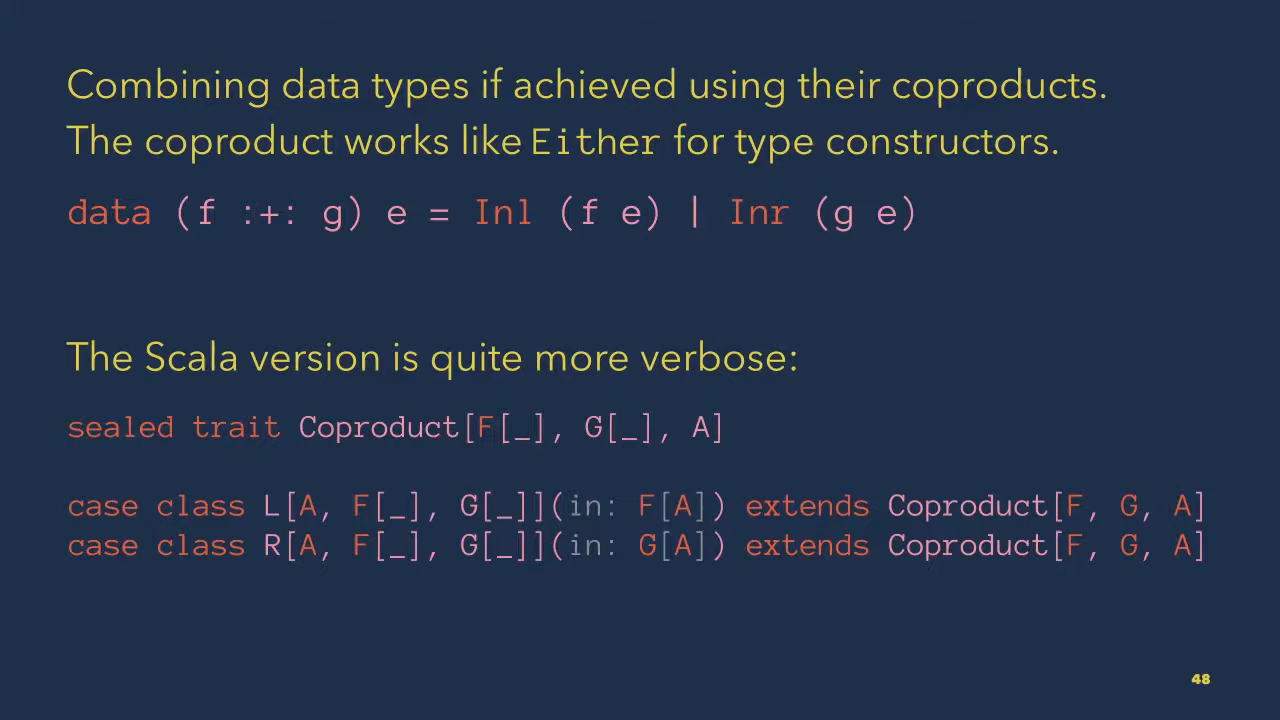 Combining data types if achieved using their coproducts.
The coproduct works like Either for type constructors.
data (f :+: g) e = Inl (f e) | Inr (g e)
The Scala version is quite more verbose:
sealed trait Coproduct[F[_], G[_], A]
case class L[A, F[_], G[_]](in: F[A]) extends Coproduct[F, G, A]
case class R[A, F[_], G[_]](in: G[A]) extends Coproduct[F, G, A]
48